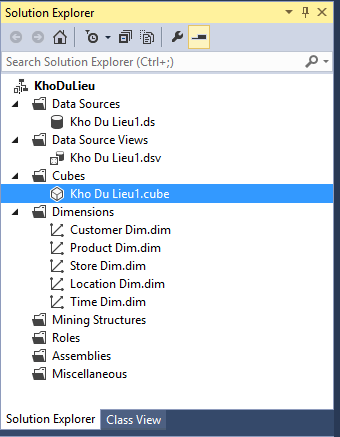 Solution Explorer
Search Solution Explorer (Ctrl+;)
KhoDuLieu
Data Sources
Kho Du Lieu1.ds
Data Source Views
Kho Du Lieu1.dsv
Cubes
Kho Du Lieu1.cube
Dimensions
Customer Dim.dim
Product Dim.dim
Store Dim.dim
Location Dim.dim
Time Dim.dim
Mining Structures
Roles
Assemblies
Miscellaneous
Solution Explorer Class View